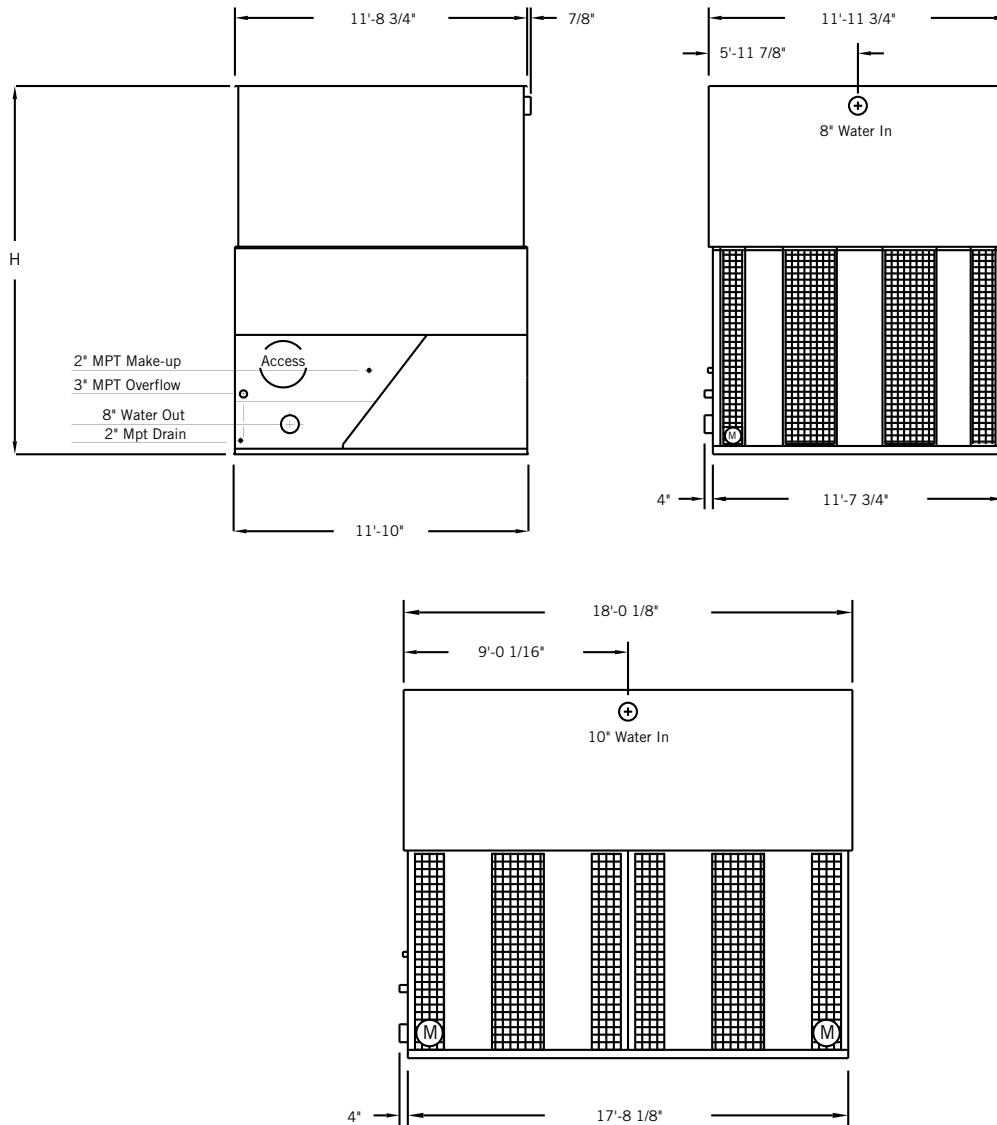 11'-8 3/4"
7/8"
11'-11 3/4"
5'-11 7/8"
8" Water In
H
2" MPT Make-up
Access
3" MPT Overflow
8" Water Out
2" Mpt Drain
M
4"
11'-7 3/4"
11'-10"
18'-0 1/8"
9'-0 1/16"
10" Water In
M
M
4"
17'-8 1/8"